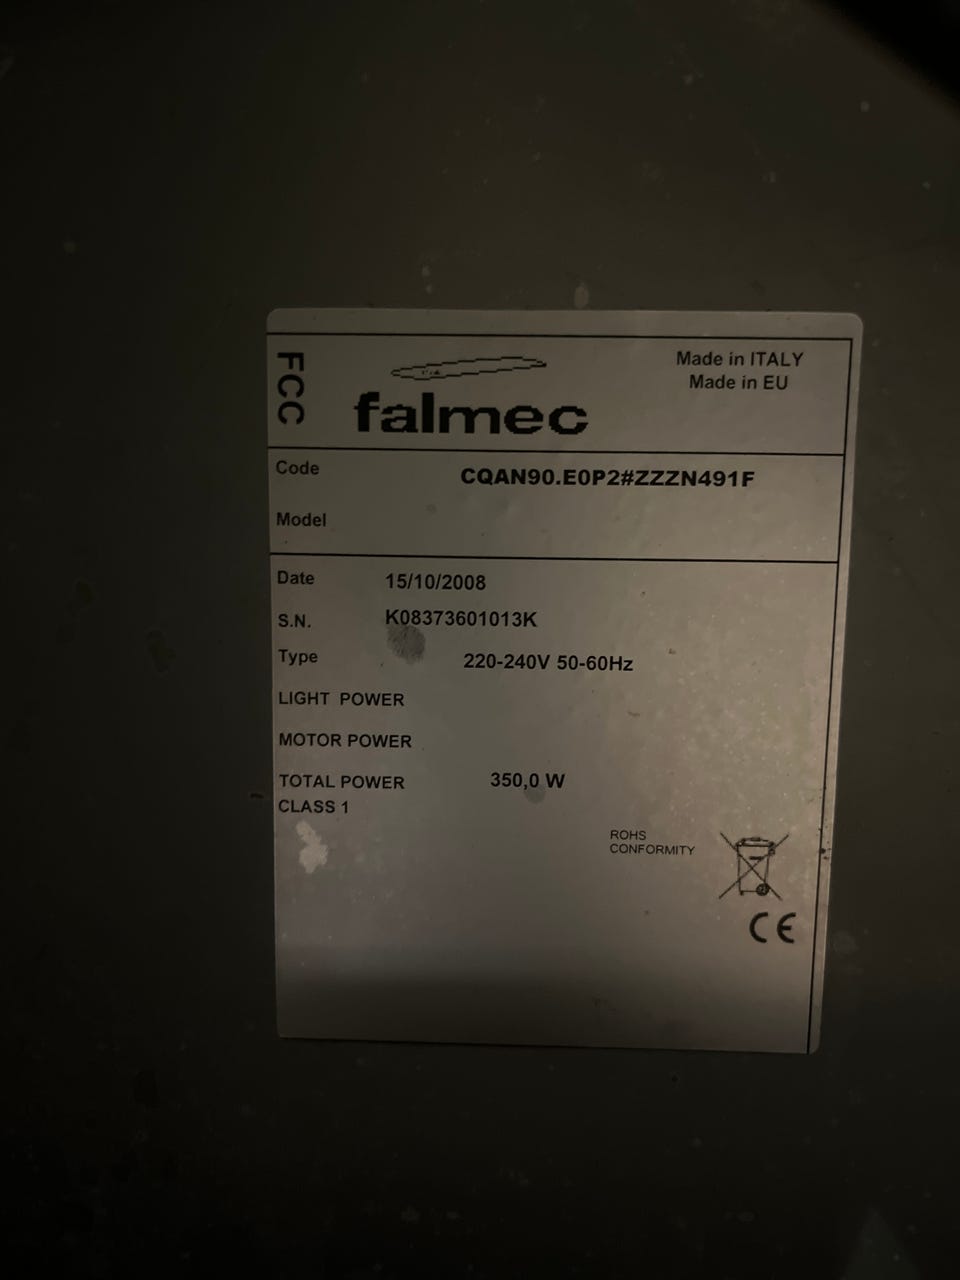 FCC
falmec
Made in ITALY
Made in EU
Code CQAN90.E0P2#ZZZN491F
Model
Date 15/10/2008
S.N. K08373601013K
Type 220-240V 50-60Hz
LIGHT POWER
MOTOR POWER
TOTAL POWER 350,0 W
CLASS 1
ROHS
CONFORMITY
CE